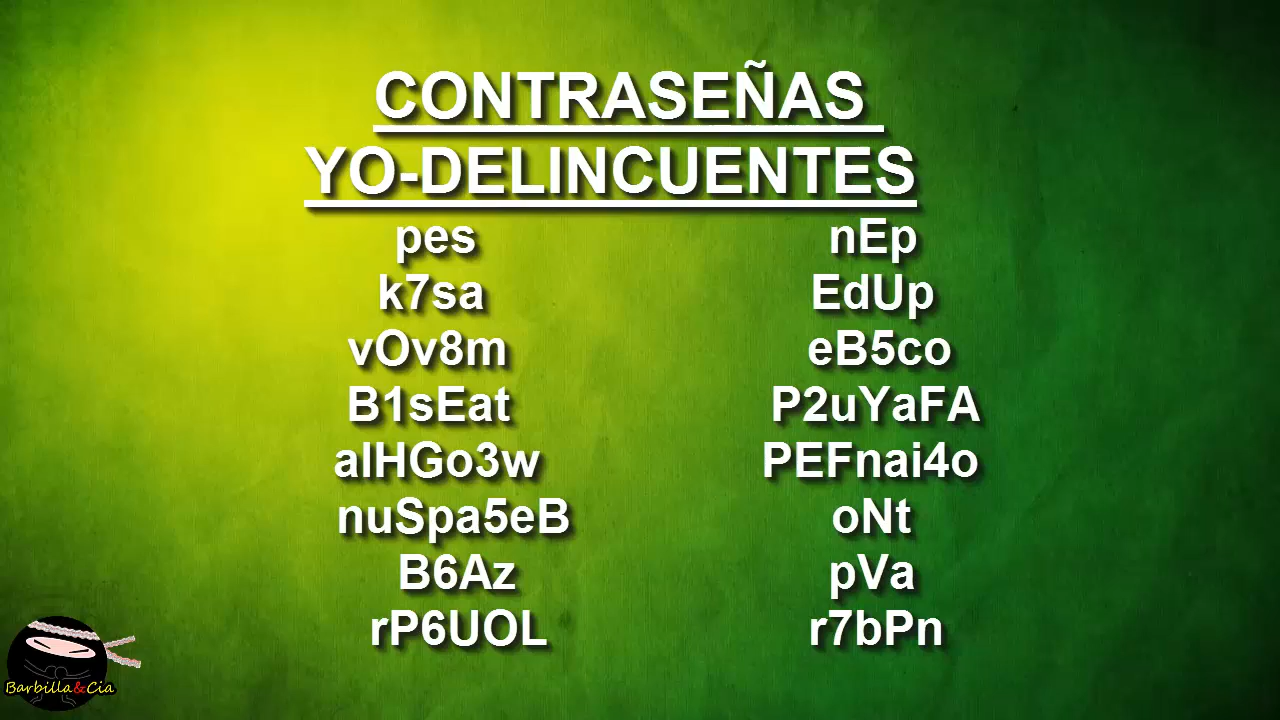 CONTRASEÑAS
YO-DELINCUENTES
pes nEp
k7sa EdUp
vOv8m eB5co
B1sEat P2uYaFA
alHGo3w PEFnai4o
nuSpa5eB oNt
B6Az pVa
rP6UOL r7bPn
Barbilla&Cia